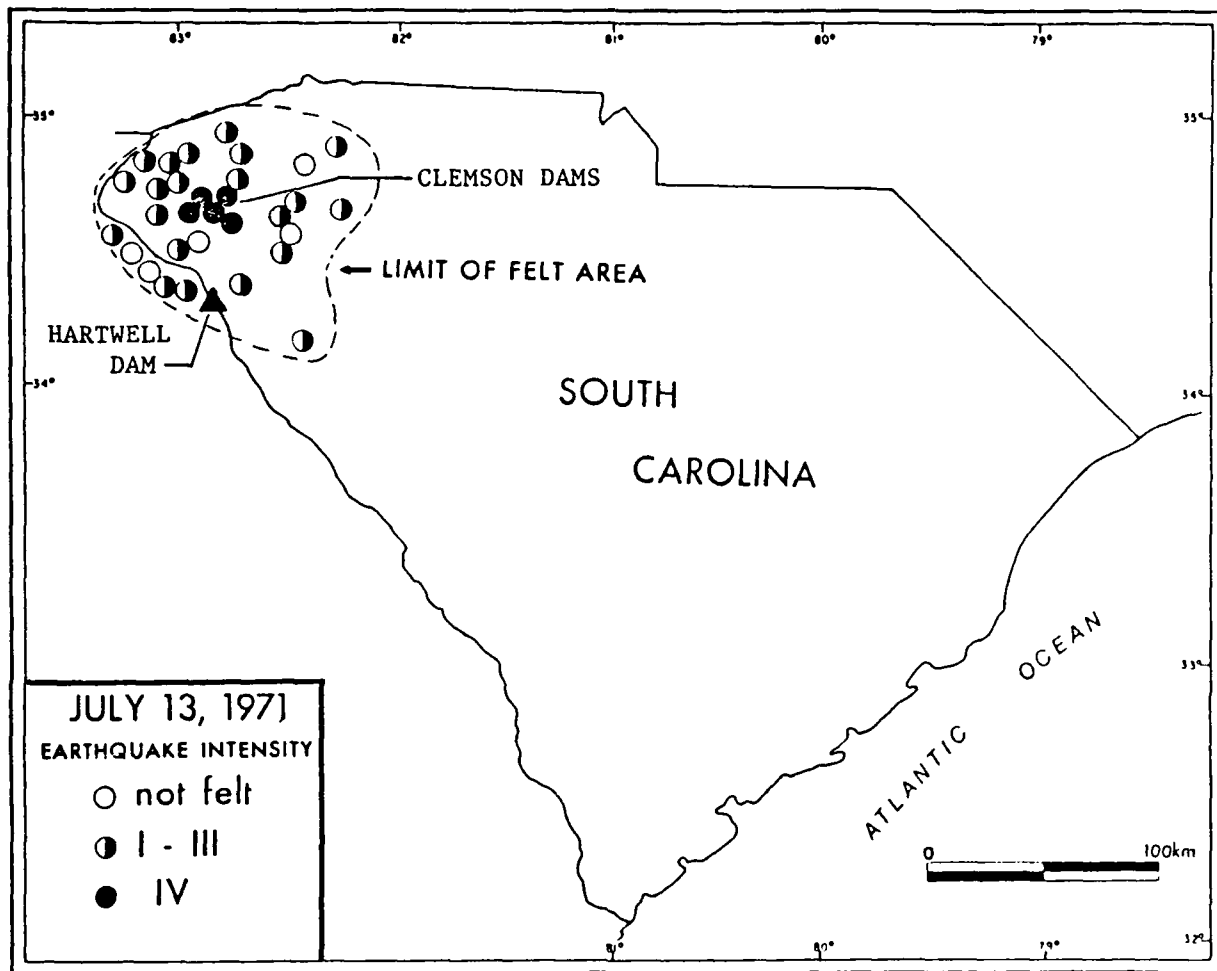 83°
82°
81°
80°
79°
35°
35°
CLEMSON DAMS
LIMIT OF FELT AREA
HARTWELL
DAM
34°
34°
SOUTH
CAROLINA
33°
OCEAN
ATLANTIC
JULY 13, 1971
EARTHQUAKE INTENSITY
not felt
I - III
IV
0
100km
81°
80°
79°
32°